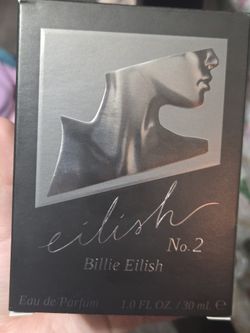 eilish
No. 2
Billie Eilish
Eau de Parfum 1.0 FL OZ. / 30 mL ℮